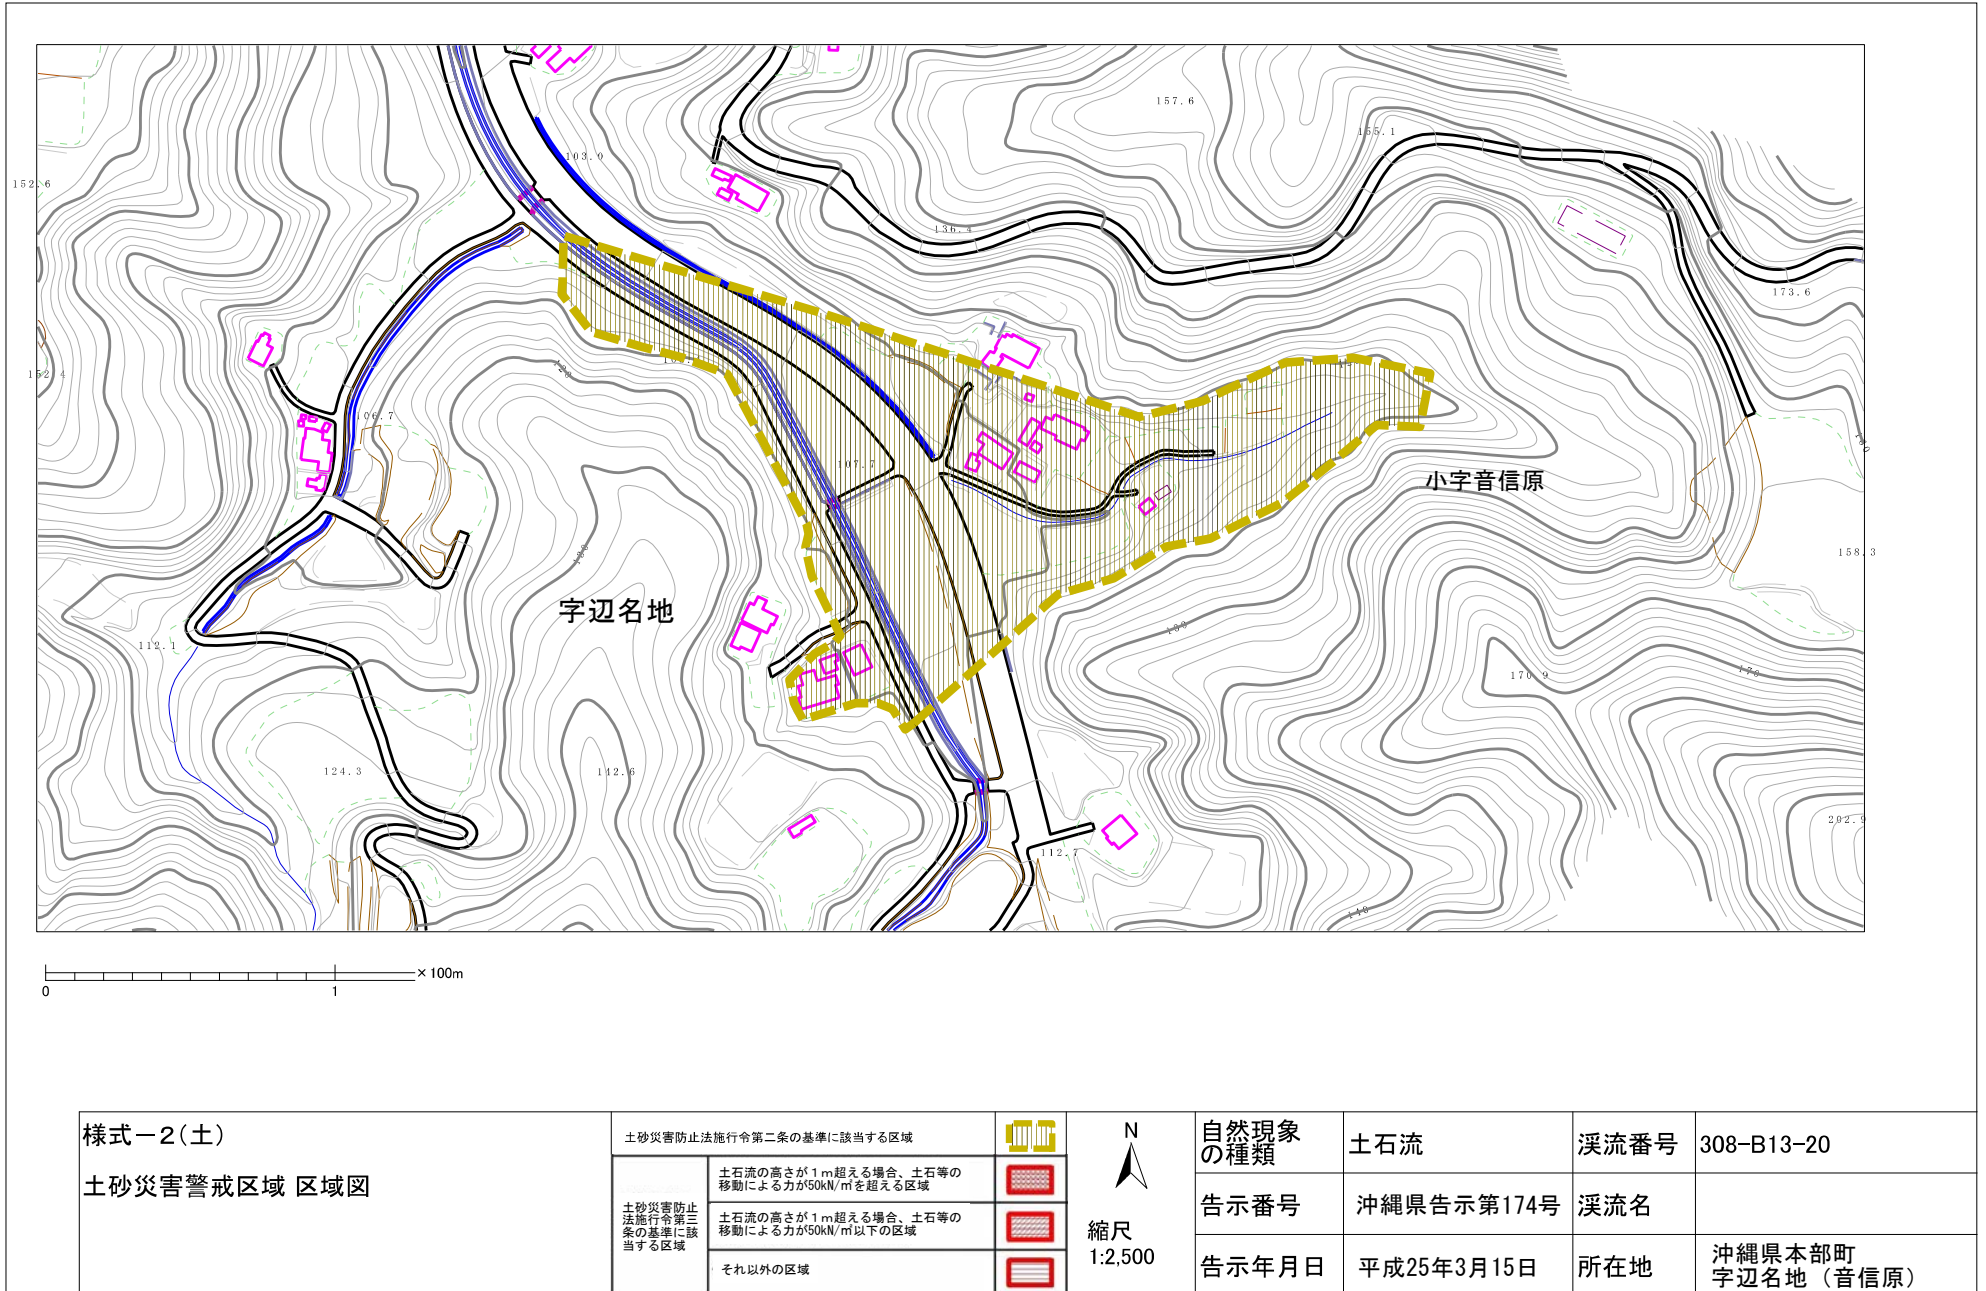 157.6
155.1
103.0
152.6
136.4
173.6
152.4
120
106.7
107.7
小字音信原
158.3
字辺名地
112.1
170.9
170
124.3
142.6
202.9
112.7
140
×100m
0
1
様式－2(土)
土砂災害警戒区域 区域図
土砂災害防止法施行令第二条の基準に該当する区域
土砂災害防止
法施行令第三
条の基準に該
当する区域
土石流の高さが1m超える場合、土石等の
移動による力が50kN/㎡を超える区域
土石流の高さが1m超える場合、土石等の
移動による力が50kN/㎡以下の区域
それ以外の区域
N
縮尺
1:2,500
自然現象
の種類
土石流
渓流番号
308-B13-20
告示番号
沖縄県告示第174号
渓流名
告示年月日
平成25年3月15日
所在地
沖縄県本部町
字辺名地（音信原）